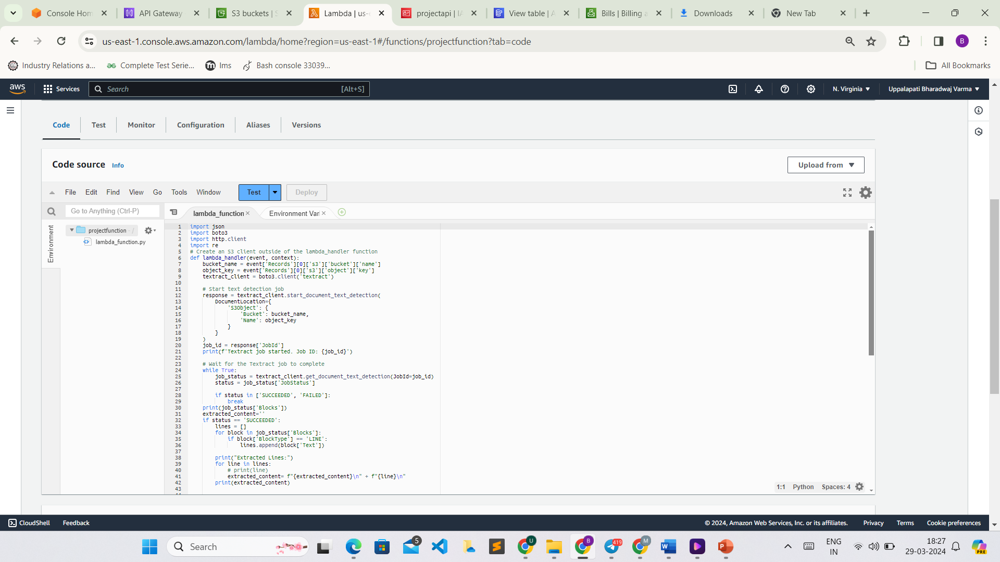 Console Hom
API Gateway
S3 buckets | S
Lambda | us-e
projectapi | IA
View table | A
Bills | Billing a
Downloads
New Tab
us-east-1.console.aws.amazon.com/lambda/home?region=us-east-1#/functions/projectfunction?tab=code
B
Industry Relations a...
Complete Test Serie...
lms
Bash console 33039...
All Bookmarks
aws
Services
Search
[Alt+S]
N. Virginia
Uppalapati Bharadwaj Varma
Code
Test
Monitor
Configuration
Aliases
Versions
Code source
Info
Upload from
File
Edit
Find
View
Go
Tools
Window
Test
Deploy
Go to Anything (Ctrl-P)
lambda_function
Environment Vari
Environment
projectfunction - /
lambda_function.py
1 import json
2 import boto3
3 import http.client
4 import re
5 # Create an S3 client outside of the lambda_handler function
6 def lambda_handler(event, context):
7 bucket_name = event['Records'][0]['s3']['bucket']['name']
8 object_key = event['Records'][0]['s3']['object']['key']
9 textract_client = boto3.client('textract')
10
11 # Start text detection job
12 response = textract_client.start_document_text_detection(
13 DocumentLocation={
14 'S3Object': {
15 'Bucket': bucket_name,
16 'Name': object_key
17 }
18 }
19 )
20 job_id = response['JobId']
21 print(f'Textract job started. Job ID: {job_id}')
22
23 # Wait for the Textract job to complete
24 while True:
25 job_status = textract_client.get_document_text_detection(JobId=job_id)
26 status = job_status['JobStatus']
27
28 if status in ['SUCCEEDED', 'FAILED']:
29 break
30 print(job_status['Blocks'])
31 extracted_content=''
32 if status == 'SUCCEEDED':
33 lines = []
34 for block in job_status['Blocks']:
35 if block['BlockType'] == 'LINE':
36 lines.append(block['Text'])
37
38 print("Extracted Lines:")
39 for line in lines:
40 # print(line)
41 extracted_content= f"{extracted_content}\n" + f"{line}\n"
42 print(extracted_content)
43
1:1 Python Spaces: 4
CloudShell
Feedback
© 2024, Amazon Web Services, Inc. or its affiliates.
Privacy
Terms
Cookie preferences
Search
5
U
B
419
M
ENG
IN
18:27
29-03-2024
PRE